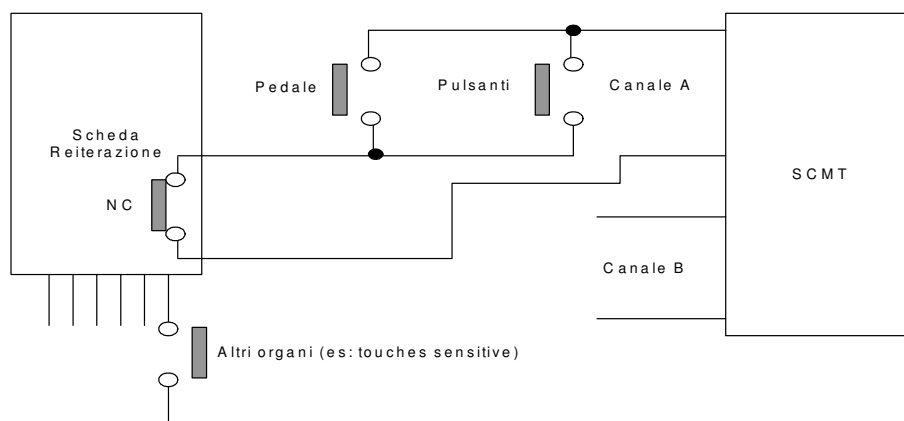 Pedale
Pulsanti
Canale A
Scheda
Reiterazione
SCMT
NC
Canale B
Altri organi (es: touches sensitive)